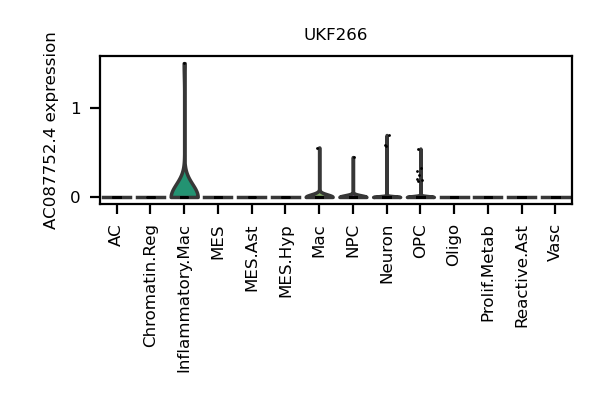 UKF266
AC087752.4 expression
1
0
AC
Chromatin.Reg
Inflammatory.Mac
MES
MES.Ast
MES.Hyp
Mac
NPC
Neuron
OPC
Oligo
Prolif.Metab
Reactive.Ast
Vasc